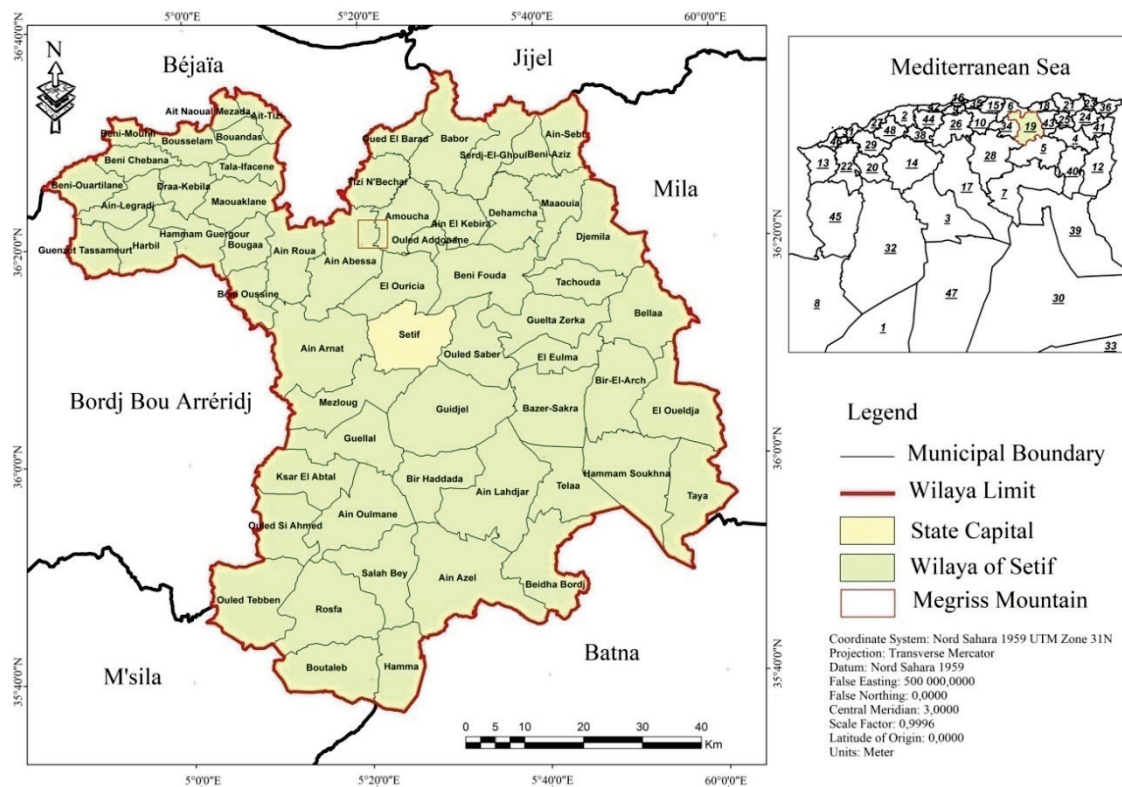 5°0'0"E
5°20'0"E
5°40'0"E
60°0'0"E
36°40'0"N
N
Béjaïa
Jijel
Ait Naoual Mezada
Ait-Tizi
Beni-Mouhli
Bousselam
Bouandas
Beni Chebana
Tala-Ifacene
Beni-Ouartilane
Draa-Kebila
Maouaklane
Ain-Legradj
Hammam Guergour
Guenzet Tassameurt
Harbil
Bougaa
Ain Roua
Beni Oussine
Oued El Barad
Babor
Ain-Sebt
Serdj-El-Ghoul
Beni-Aziz
Tizi N'Bechar
Mila
Amoucha
Ain El Kebira
Dehamcha
Maaouia
Djemila
Ain Abessa
El Ouricia
Beni Fouda
Tachouda
Bellaa
Setif
Guelta Zerka
Ain Arnat
Ouled Saber
El Eulma
Bir-El-Arch
Bordj Bou Arréridj
Mezloug
Guidjel
Bazer-Sakra
El Oueldja
Guellal
Ksar El Abtal
Bir Haddada
Ain Lahdjar
Telaa
Hammam Soukhna
Taya
Ouled Si Ahmed
Ain Oulmane
Salah Bey
Ain Azel
Beidha Bordj
Ouled Tebben
Rosfa
M'sila
Boutaleb
Hamma
Batna
36°20'0"N
36°0'0"N
35°40'0"N
36°20'0"N
36°0'0"N
35°40'0"N
0 5 10 20 30 40
Km
5°0'0"E
5°20'0"E
5°40'0"E
60°0'0"E
Mediterranean Sea
42
15
6
18
21
23
36
2
44
26
10
34
19
43
25
24
41
48
38
29
5
4
13
22
20
14
28
40
12
17
7
45
3
39
32
8
47
30
1
33
Legend
Municipal Boundary
Wilaya Limit
State Capital
Wilaya of Setif
Megriss Mountain
Coordinate System: Nord Sahara 1959 UTM Zone 31N
Projection: Transverse Mercator
Datum: Nord Sahara 1959
False Easting: 500 000,0000
False Northing: 0,0000
Central Meridian: 3,0000
Scale Factor: 0,9996
Latitude of Origin: 0,0000
Units: Meter